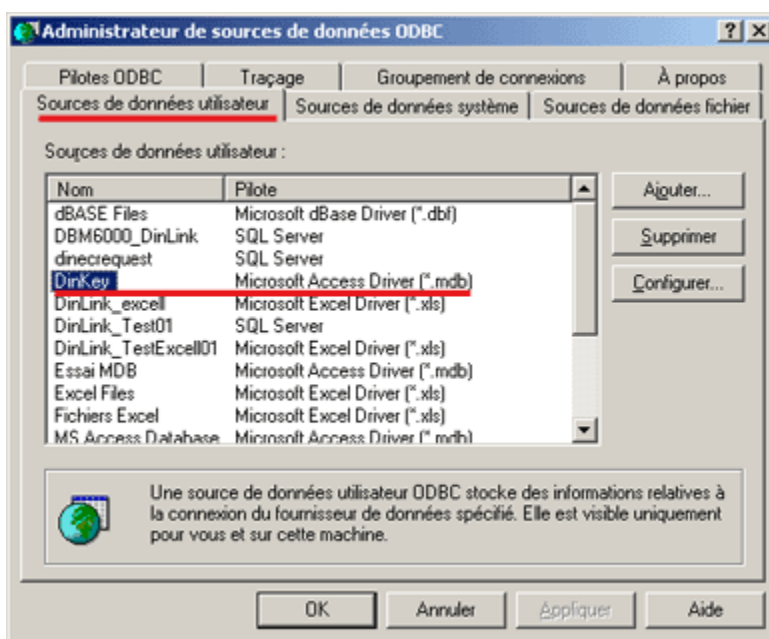 Administrateur de sources de données ODBC
Pilotes ODBC Traçage Groupement de connexions À propos
Sources de données utilisateur Sources de données système Sources de données fichier
Sources de données utilisateur :
Nom Pilote
dBASE Files Microsoft dBase Driver (*.dbf)
DBM6000_DinLink SQL Server
dinecrequest SQL Server
DinKey Microsoft Access Driver (*.mdb)
DinLink_excell Microsoft Excel Driver (*.xls)
DinLink_Test01 SQL Server
DinLink_TestExcell01 Microsoft Excel Driver (*.xls)
Essai MDB Microsoft Access Driver (*.mdb)
Excel Files Microsoft Excel Driver (*.xls)
Fichiers Excel Microsoft Excel Driver (*.xls)
MS Access Database Microsoft Access Driver (*.mdb)
Ajouter...
Supprimer
Configurer...
Une source de données utilisateur ODBC stocke des informations relatives à
la connexion du fournisseur de données spécifié. Elle est visible uniquement
pour vous et sur cette machine.
OK Annuler Appliquer Aide